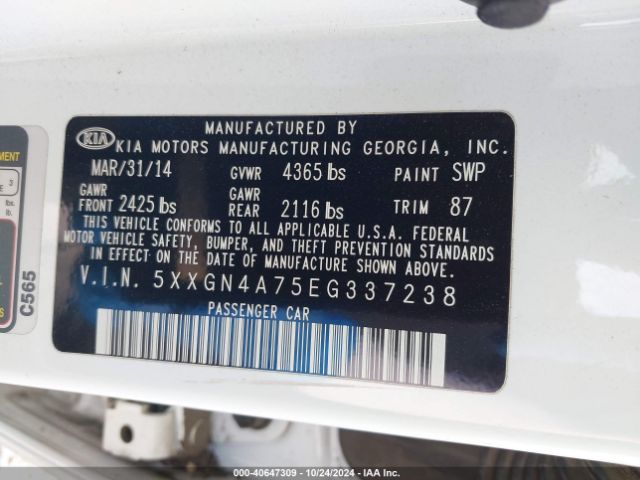 MANUFACTURED BY
KIA KIA MOTORS MANUFACTURING GEORGIA, INC.
MAR/31/14 GVWR 4365 lbs PAINT SWP
GAWR FRONT 2425 lbs GAWR REAR 2116 lbs TRIM 87
THIS VEHICLE CONFORMS TO ALL APPLICABLE U.S.A. FEDERAL
MOTOR VEHICLE SAFETY, BUMPER, AND THEFT PREVENTION STANDARDS
IN EFFECT ON THE DATE OF MANUFACTURE SHOWN ABOVE.
V.I.N. 5XXGN4A75EG337238
PASSENGER CAR
C565
3
lbs.
000-40647309 | 10/24/2024 - IAA Inc.